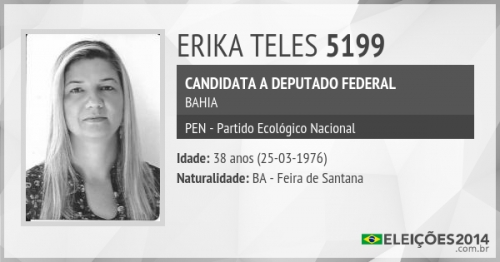 ERIKA TELES 5199
CANDIDATA A DEPUTADO FEDERAL
BAHIA
PEN - Partido Ecológico Nacional
Idade: 38 anos (25-03-1976)
Naturalidade: BA - Feira de Santana
ELEIÇÕES2014
.com.br